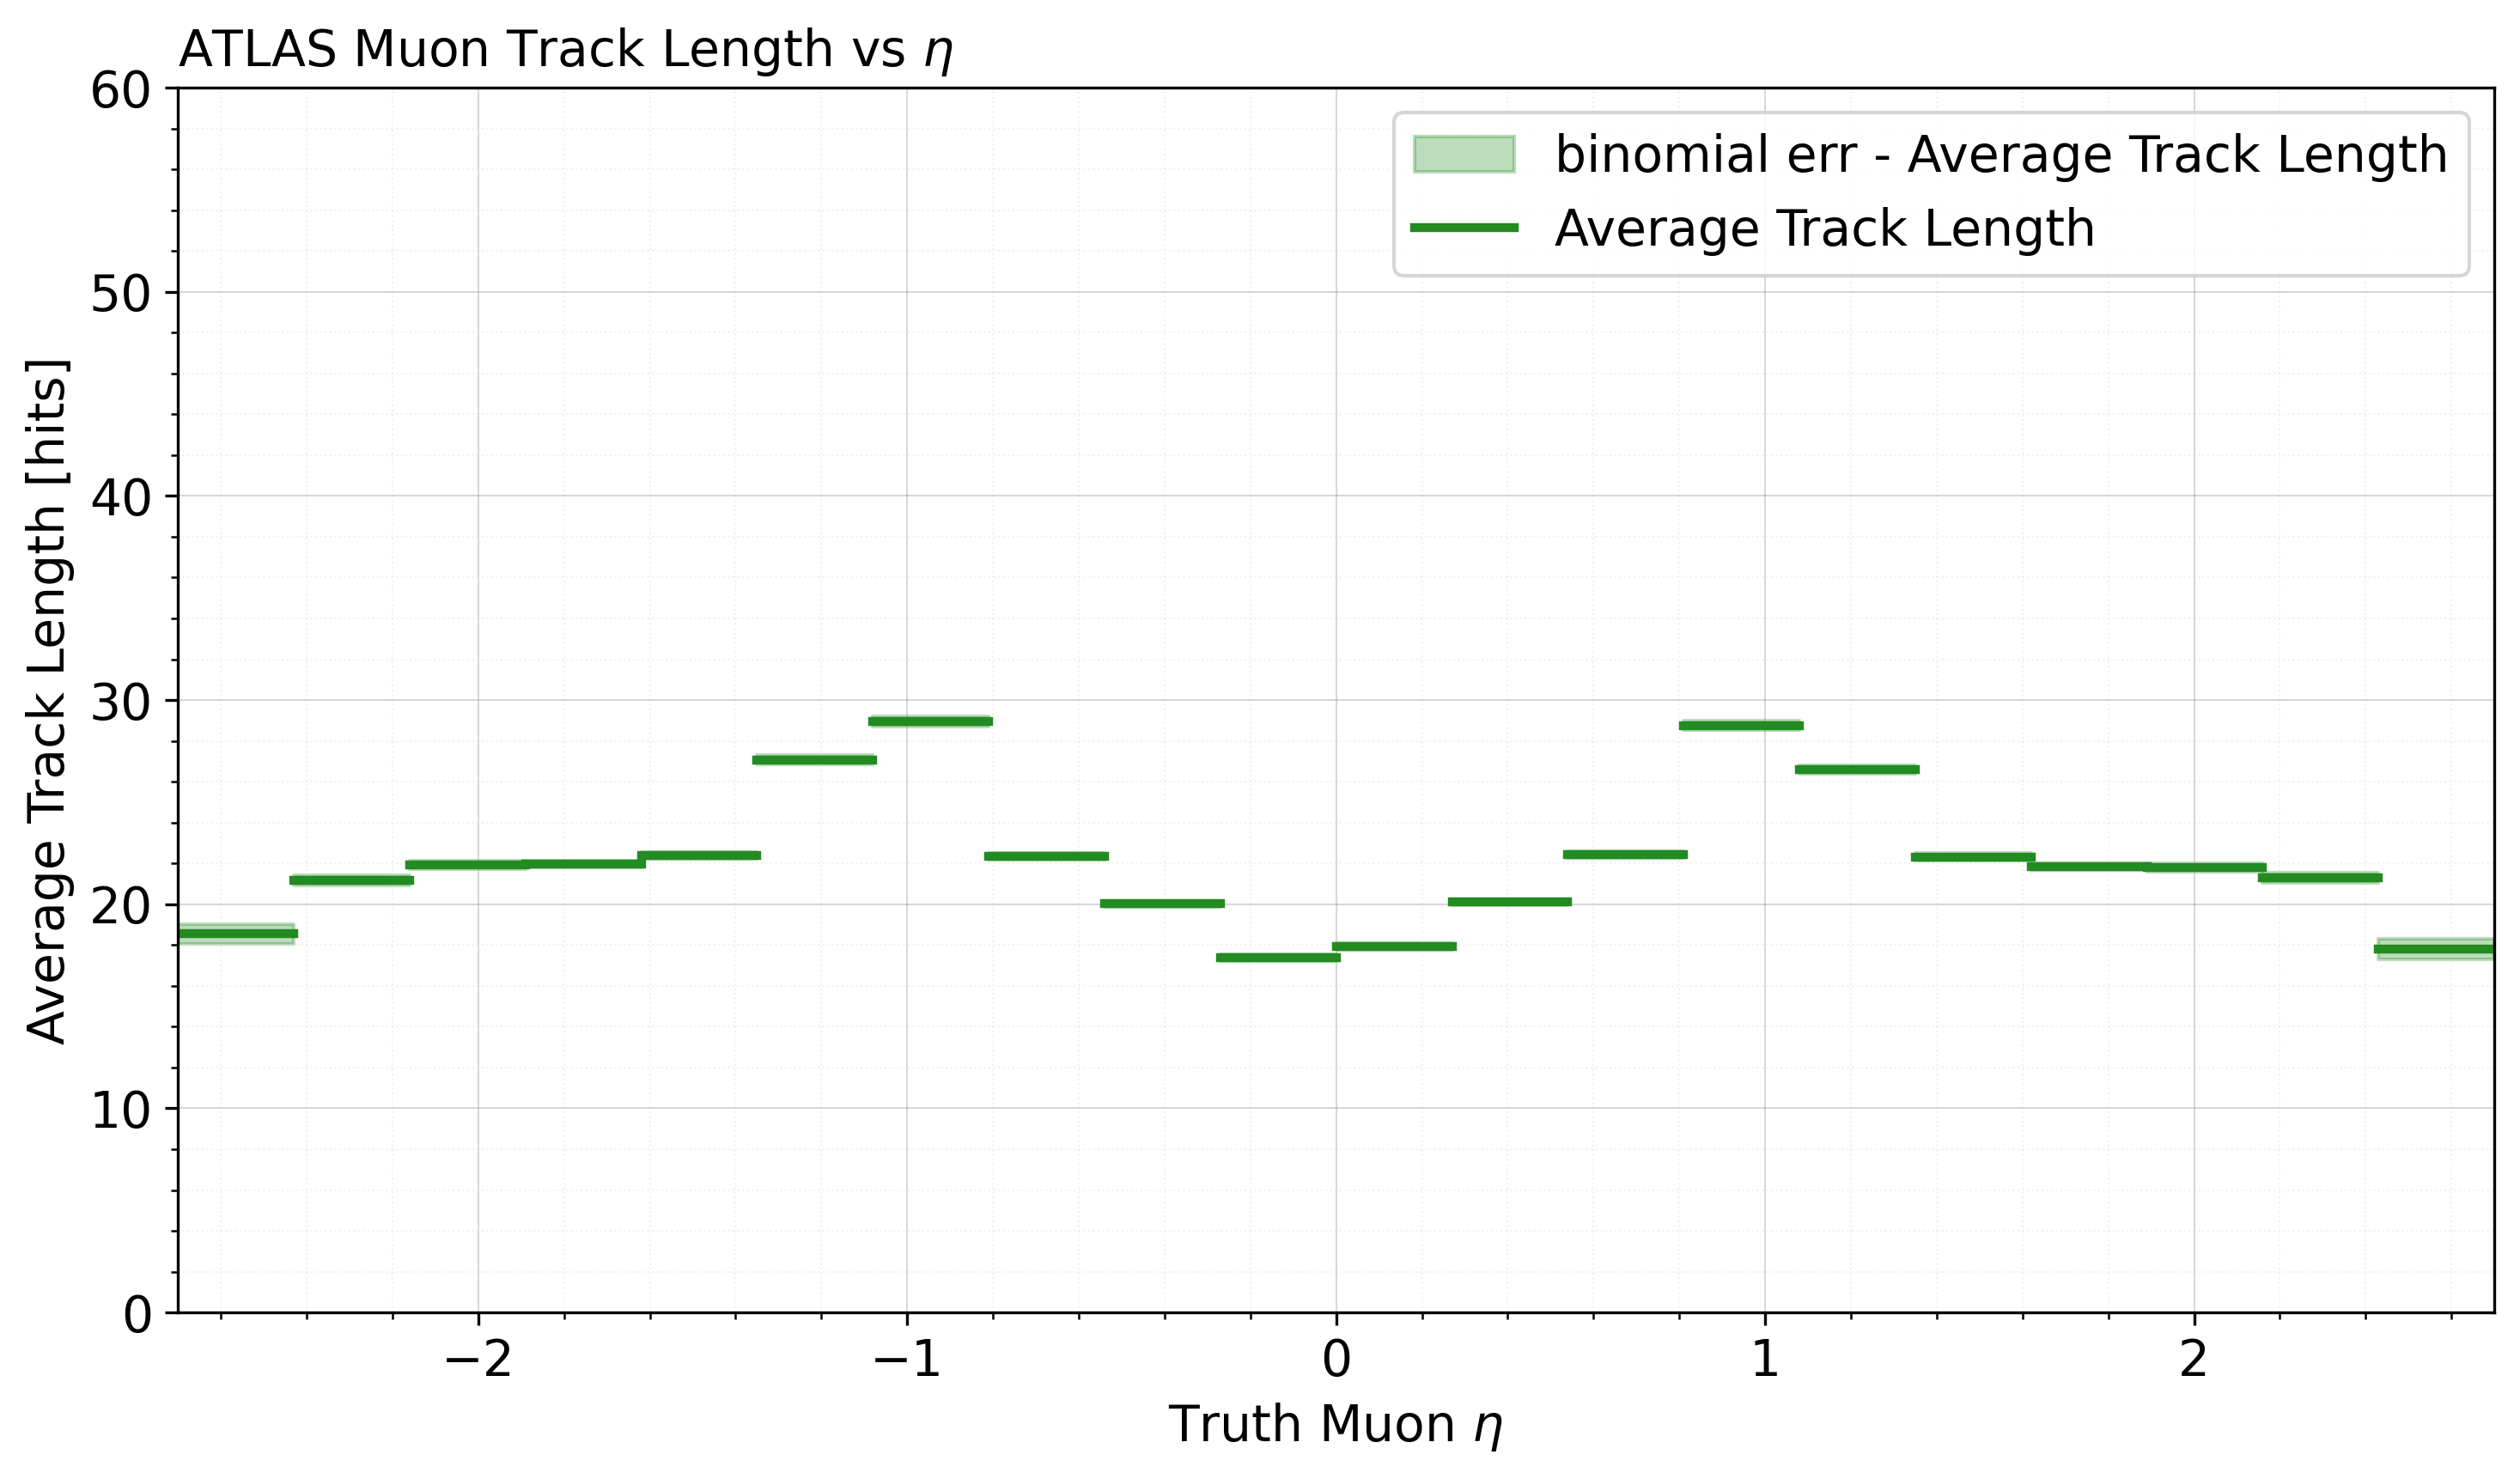 ATLAS Muon Track Length vs η
60
50
40
30
20
10
0
Average Track Length [hits]
binomial err - Average Track Length
Average Track Length
−2
−1
0
1
2
Truth Muon η